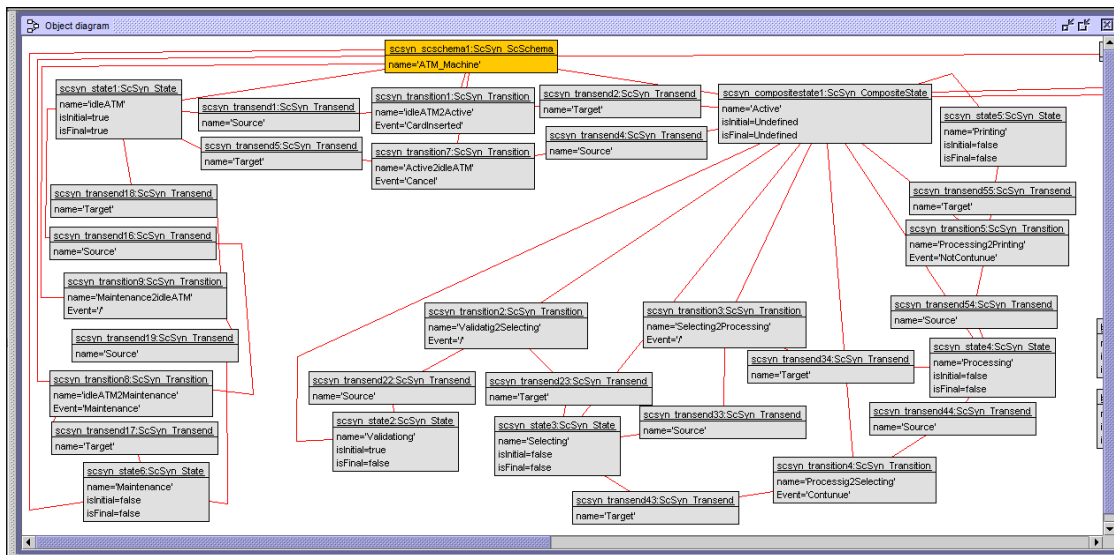 Object diagram
scsyn_scschema1:ScSyn_ScSchema
name='ATM_Machine'
scsyn_state1:ScSyn_State
name='idleATM'
isInitial=true
isFinal=true
scsyn_transend1:ScSyn_Transend
name='Source'
scsyn_transition1:ScSyn_Transition
name='idleATM2Active'
Event='CardInserted'
scsyn_transend2:ScSyn_Transend
name='Target'
scsyn_compositestate1:ScSyn_CompositeState
name='Active'
isInitial=Undefined
isFinal=Undefined
scsyn_state5:ScSyn_State
name='Printing'
isInitial=false
isFinal=false
scsyn_transend5:ScSyn_Transend
name='Target'
scsyn_transition7:ScSyn_Transition
name='Active2idleATM'
Event='Cancel'
scsyn_transend4:ScSyn_Transend
name='Source'
scsyn_transend18:ScSyn_Transend
name='Target'
scsyn_transend55:ScSyn_Transend
name='Target'
scsyn_transend16:ScSyn_Transend
name='Source'
scsyn_transition5:ScSyn_Transition
name='Processing2Printing'
Event='NotContunue'
scsyn_transition9:ScSyn_Transition
name='Maintenance2idleATM'
Event='/'
scsyn_transition2:ScSyn_Transition
name='Validatig2Selecting'
Event='/'
scsyn_transition3:ScSyn_Transition
name='Selecting2Processing'
Event='/'
scsyn_transend54:ScSyn_Transend
name='Source'
scsyn_transend19:ScSyn_Transend
name='Source'
scsyn_state4:ScSyn_State
name='Processing'
isInitial=false
isFinal=false
scsyn_transend34:ScSyn_Transend
name='Target'
scsyn_transition8:ScSyn_Transition
name='idleATM2Maintenance'
Event='Maintenance'
scsyn_transend22:ScSyn_Transend
name='Source'
scsyn_transend23:ScSyn_Transend
name='Target'
scsyn_transend33:ScSyn_Transend
name='Source'
scsyn_transend44:ScSyn_Transend
name='Source'
scsyn_transend17:ScSyn_Transend
name='Target'
scsyn_state2:ScSyn_State
name='Validationg'
isInitial=true
isFinal=false
scsyn_state3:ScSyn_State
name='Selecting'
isInitial=false
isFinal=false
scsyn_transition4:ScSyn_Transition
name='Processig2Selecting'
Event='Contunue'
scsyn_state6:ScSyn_State
name='Maintenance'
isInitial=false
isFinal=false
scsyn_transend43:ScSyn_Transend
name='Target'